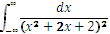 ∫_{-∞}^{∞} dx / (x² + 2x + 2)²